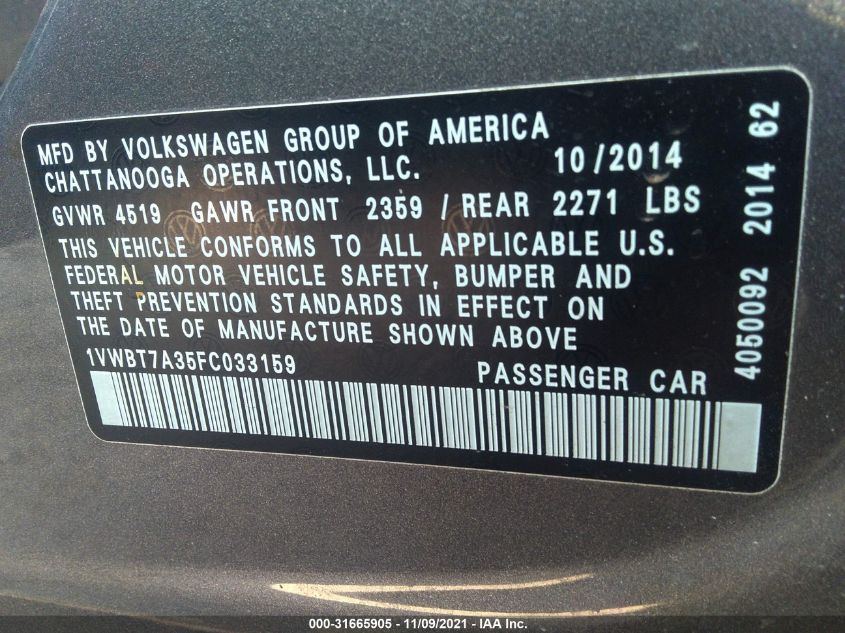 MFD BY VOLKSWAGEN GROUP OF AMERICA
CHATTANOOGA OPERATIONS, LLC. 10/2014
GVWR 4519 GAWR FRONT 2359 / REAR 2271 LBS
THIS VEHICLE CONFORMS TO ALL APPLICABLE U.S.
FEDERAL MOTOR VEHICLE SAFETY, BUMPER AND
THEFT PREVENTION STANDARDS IN EFFECT ON
THE DATE OF MANUFACTURE SHOWN ABOVE
1VWBT7A35FC033159 PASSENGER CAR
4050092 2014 62
000-31665905 - 11/09/2021 - IAA Inc.